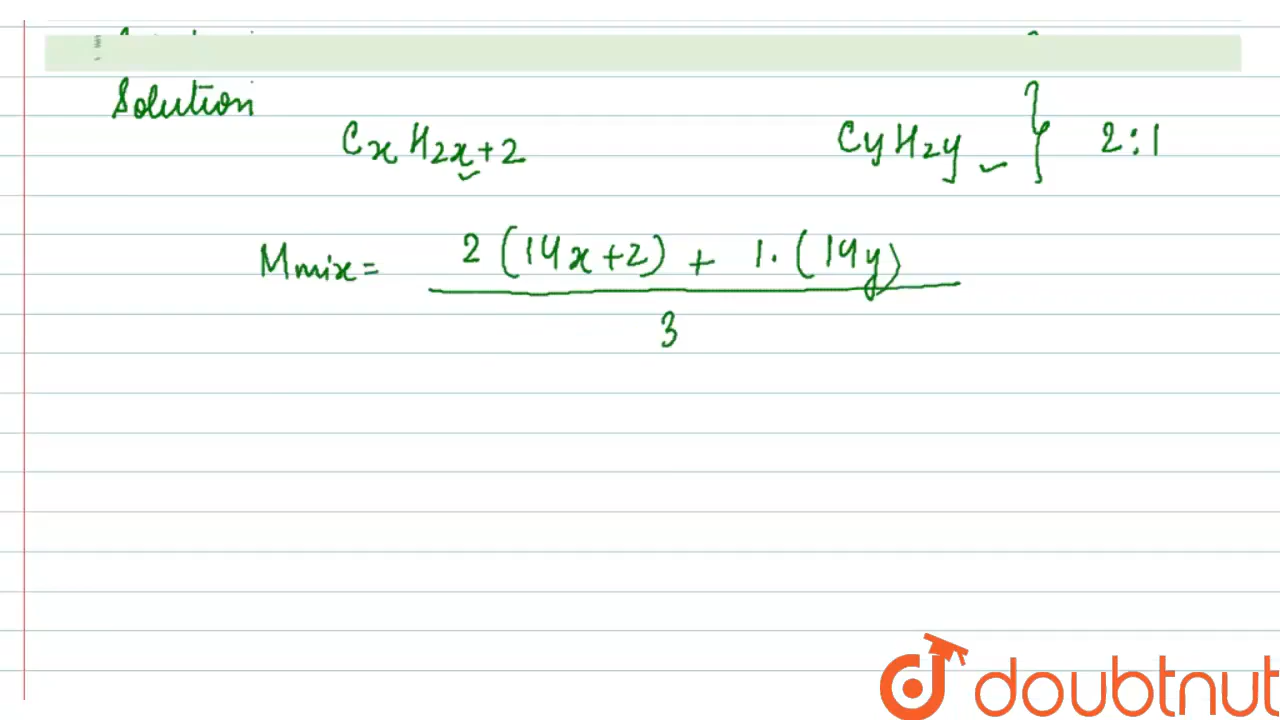 Solution
CxH2x+2 CyH2y } 2:1
Mmix = 2 (14x+2) + 1. (14y)
3
doubtnut